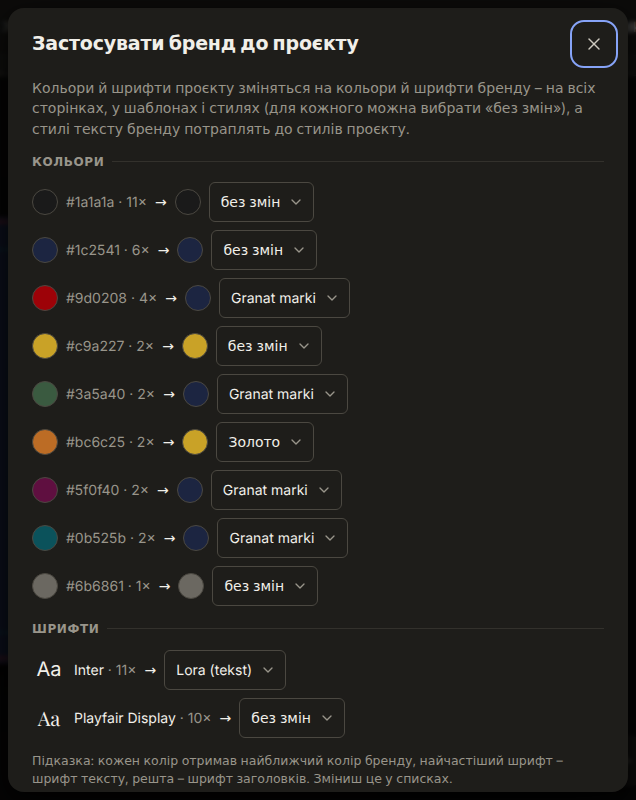 Застосувати бренд до проєкту
Кольори й шрифти проєкту зміняться на кольори й шрифти бренду – на всіх
сторінках, у шаблонах і стилях (для кожного можна вибрати «без змін»), а
стилі тексту бренду потраплять до стилів проєкту.
КОЛЬОРИ
#1a1a1a · 11× → без змін
#1c2541 · 6× → без змін
#9d0208 · 4× → Granat marki
#c9a227 · 2× → без змін
#3a5a40 · 2× → Granat marki
#bc6c25 · 2× → Золото
#5f0f40 · 2× → Granat marki
#0b525b · 2× → Granat marki
#6b6861 · 1× → без змін
ШРИФТИ
Aa Inter · 11× → Lora (tekst)
Aa Playfair Display · 10× → без змін
Підказка: кожен колір отримав найближчий колір бренду, найчастіший шрифт –
шрифт тексту, решта – шрифт заголовків. Зміниш це у списках.